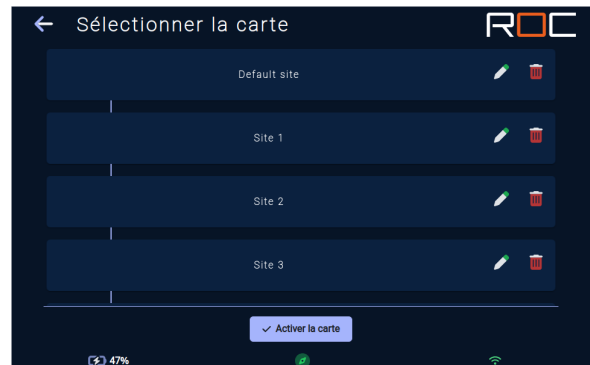 Sélectionner la carte
ROC
Default site
Site 1
Site 2
Site 3
Activer la carte
47%